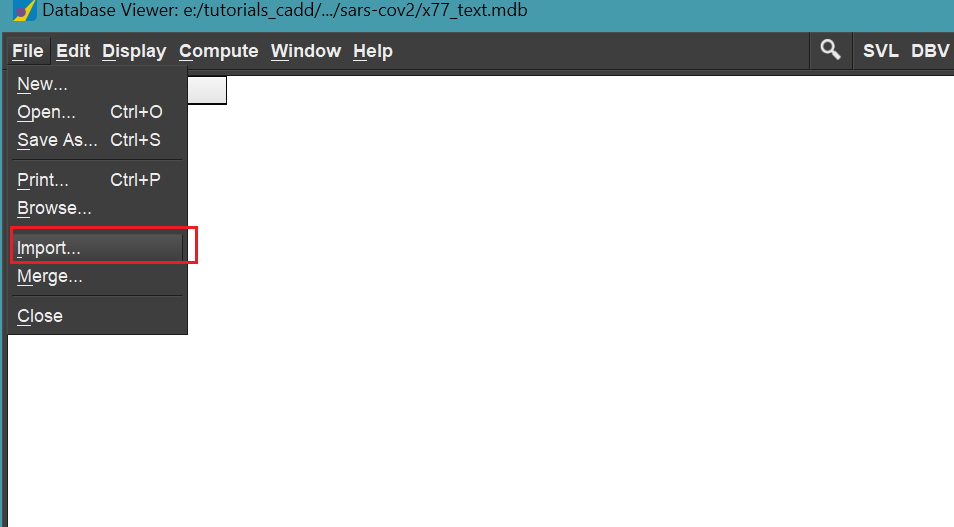 Database Viewer: e:/tutorials_cadd/.../sars-cov2/x77_text.mdb
File Edit Display Compute Window Help SVL DBV
New...
Open... Ctrl+O
Save As... Ctrl+S
Print... Ctrl+P
Browse...
Import...
Merge...
Close